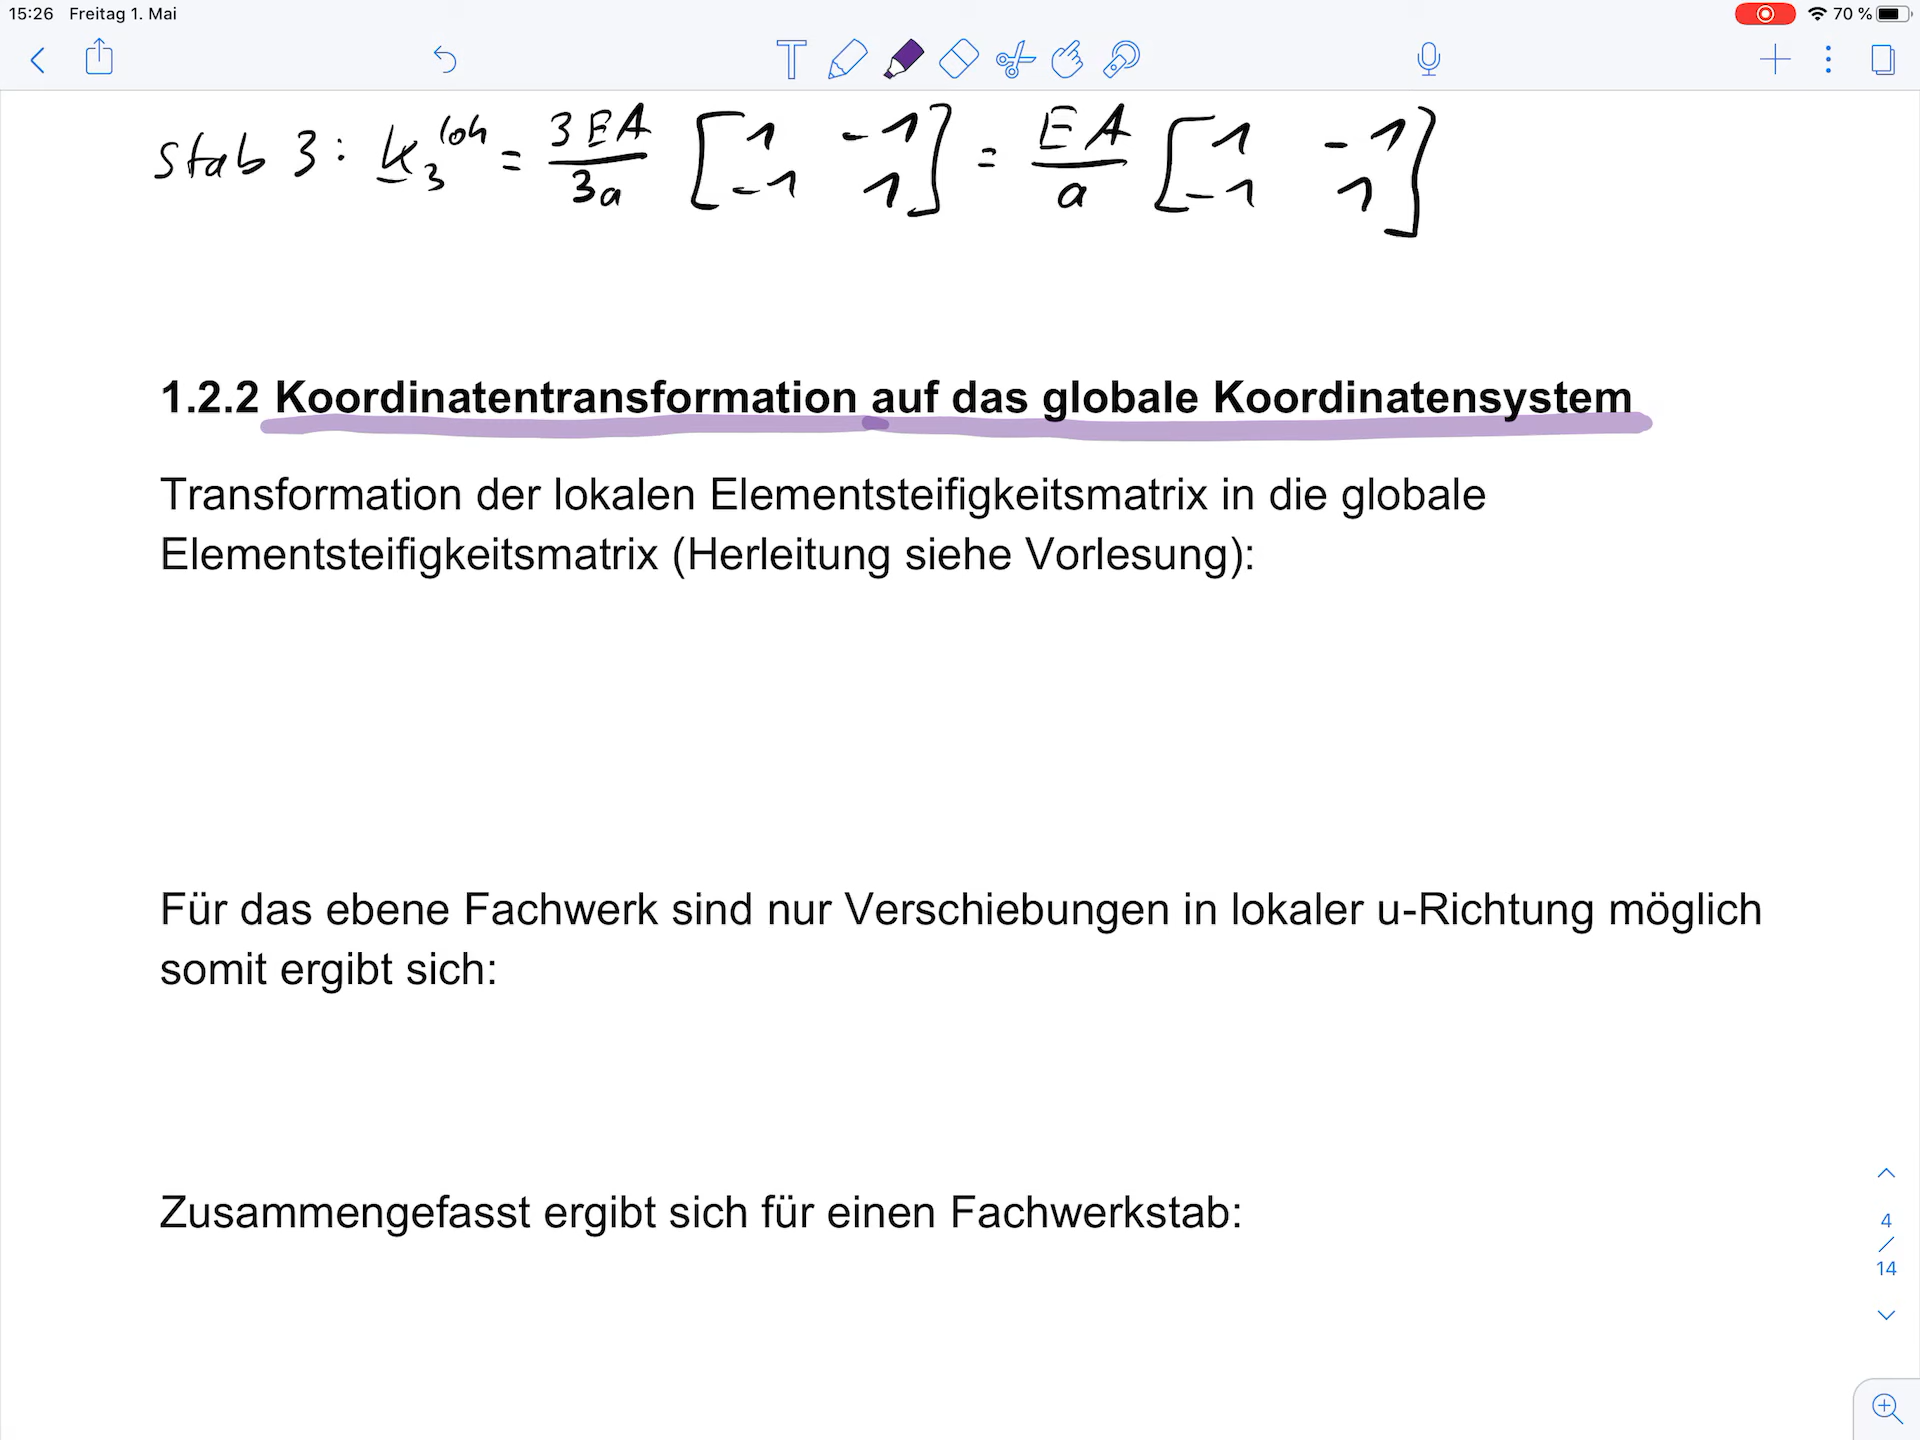 15:26 Freitag 1. Mai
70 %
Stab 3: k₃^lok = 3EA/3a [1 -1; -1 1] = EA/a [1 -1; -1 1]
1.2.2 Koordinatentransformation auf das globale Koordinatensystem
Transformation der lokalen Elementsteifigkeitsmatrix in die globale
Elementsteifigkeitsmatrix (Herleitung siehe Vorlesung):
Für das ebene Fachwerk sind nur Verschiebungen in lokaler u-Richtung möglich
somit ergibt sich:
Zusammengefasst ergibt sich für einen Fachwerkstab:
4
/
14